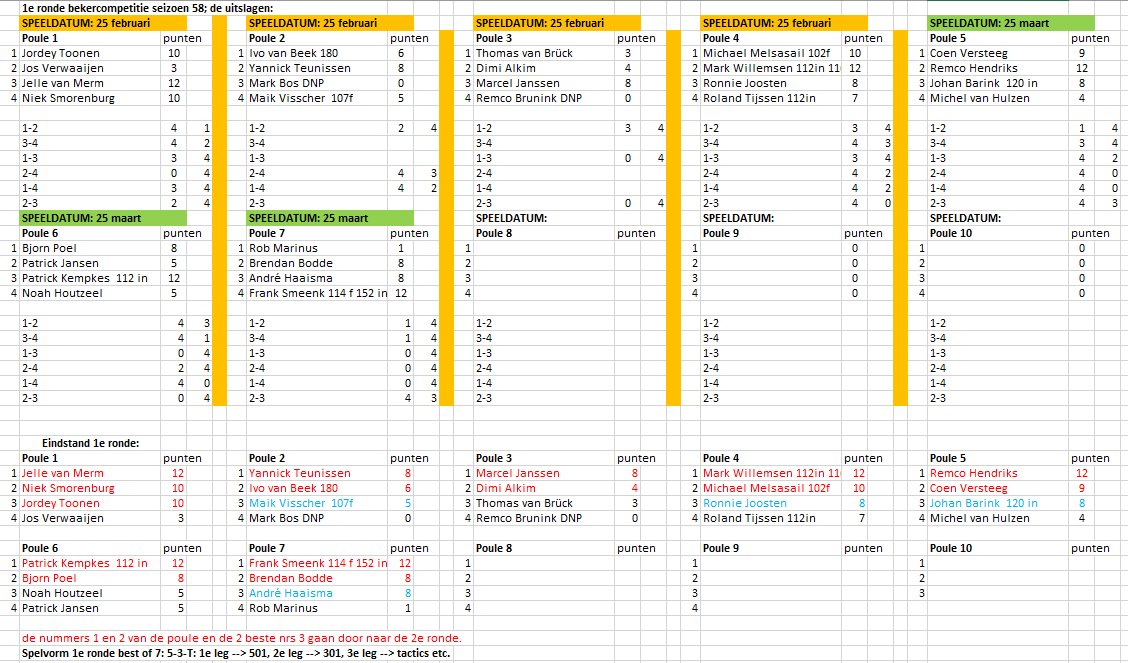 1e ronde bekercompetitie seizoen 58; de uitslagen:
SPEELDATUM: 25 februari SPEELDATUM: 25 februari SPEELDATUM: 25 februari SPEELDATUM: 25 februari SPEELDATUM: 25 maart
Poule 1 punten Poule 2 punten Poule 3 punten Poule 4 punten Poule 5 punten
1 Jordey Toonen 10 1 Ivo van Beek 180 6 1 Thomas van Brück 3 1 Michael Melsasail 102f 10 1 Coen Versteeg 9
2 Jos Verwaaijen 3 2 Yannick Teunissen 8 2 Dimi Alkim 4 2 Mark Willemsen 112in 11 12 2 Remco Hendriks 12
3 Jelle van Merm 12 3 Mark Bos DNP 0 3 Marcel Janssen 8 3 Ronnie Joosten 8 3 Johan Barink 120 in 8
4 Niek Smorenburg 10 4 Maik Visscher 107f 5 4 Remco Brunink DNP 0 4 Roland Tijssen 112in 7 4 Michel van Hulzen 4
1-2 4 1 1-2 2 4 1-2 3 4 1-2 3 4 1-2 1 4
3-4 4 2 3-4 3-4 3-4 4 3 3-4 3 4
1-3 3 4 1-3 1-3 0 4 1-3 3 4 1-3 4 2
2-4 0 4 2-4 4 3 2-4 2-4 4 2 2-4 4 0
1-4 3 4 1-4 4 2 1-4 1-4 4 2 1-4 4 0
2-3 2 4 2-3 2-3 0 4 2-3 4 0 2-3 4 3
SPEELDATUM: 25 maart SPEELDATUM: 25 maart SPEELDATUM: SPEELDATUM: SPEELDATUM:
Poule 6 punten Poule 7 punten Poule 8 punten Poule 9 punten Poule 10 punten
1 Bjorn Poel 8 1 Rob Marinus 1 1 1 0 1 0
2 Patrick Jansen 5 2 Brendan Bodde 8 2 2 0 2 0
3 Patrick Kempkes 112 in 12 3 André Haaisma 8 3 3 0 3 0
4 Noah Houtzeel 5 4 Frank Smeenk 114 f 152 in 12 4 4 0 4 0
1-2 4 3 1-2 1 4 1-2 1-2 1-2
3-4 4 1 3-4 1 4 3-4 3-4 3-4
1-3 0 4 1-3 0 4 1-3 1-3 1-3
2-4 2 4 2-4 0 4 2-4 2-4 2-4
1-4 4 0 1-4 0 4 1-4 1-4 1-4
2-3 0 4 2-3 4 3 2-3 2-3 2-3
Eindstand 1e ronde:
Poule 1 punten Poule 2 punten Poule 3 punten Poule 4 punten Poule 5 punten
1 Jelle van Merm 12 1 Yannick Teunissen 8 1 Marcel Janssen 8 1 Mark Willemsen 112in 11 12 1 Remco Hendriks 12
2 Niek Smorenburg 10 2 Ivo van Beek 180 6 2 Dimi Alkim 4 2 Michael Melsasail 102f 10 2 Coen Versteeg 9
3 Jordey Toonen 10 3 Maik Visscher 107f 5 3 Thomas van Brück 3 3 Ronnie Joosten 8 3 Johan Barink 120 in 8
4 Jos Verwaaijen 3 4 Mark Bos DNP 0 4 Remco Brunink DNP 0 4 Roland Tijssen 112in 7 4 Michel van Hulzen 4
Poule 6 punten Poule 7 punten Poule 8 punten Poule 9 punten Poule 10 punten
1 Patrick Kempkes 112 in 12 1 Frank Smeenk 114 f 152 in 12 1 1 1
2 Bjorn Poel 8 2 Brendan Bodde 8 2 2 2
3 Noah Houtzeel 5 3 André Haaisma 8 3 3 3
4 Patrick Jansen 5 4 Rob Marinus 1 4 4
de nummers 1 en 2 van de poule en de 2 beste nrs 3 gaan door naar de 2e ronde.
Spelvorm 1e ronde best of 7: 5-3-T: 1e leg --> 501, 2e leg --> 301, 3e leg --> tactics etc.